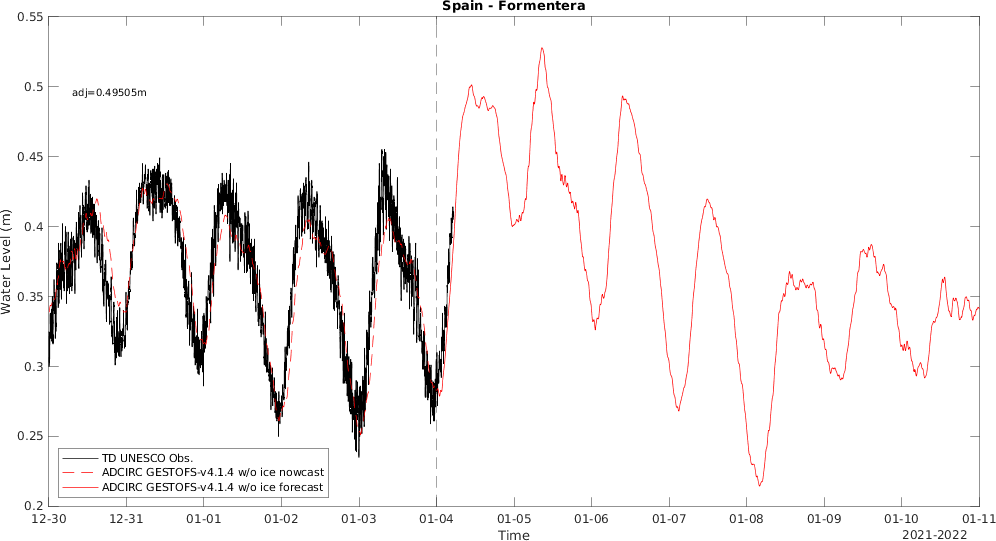 Spain - Formentera
0.55
0.5
0.45
0.4
0.35
0.3
0.25
0.2
Water Level (m)
adj=0.49505m
TD UNESCO Obs.
ADCIRC GESTOFS-v4.1.4 w/o ice nowcast
ADCIRC GESTOFS-v4.1.4 w/o ice forecast
12-30 12-31 01-01 01-02 01-03 01-04 01-05 01-06 01-07 01-08 01-09 01-10 01-11
Time
2021-2022